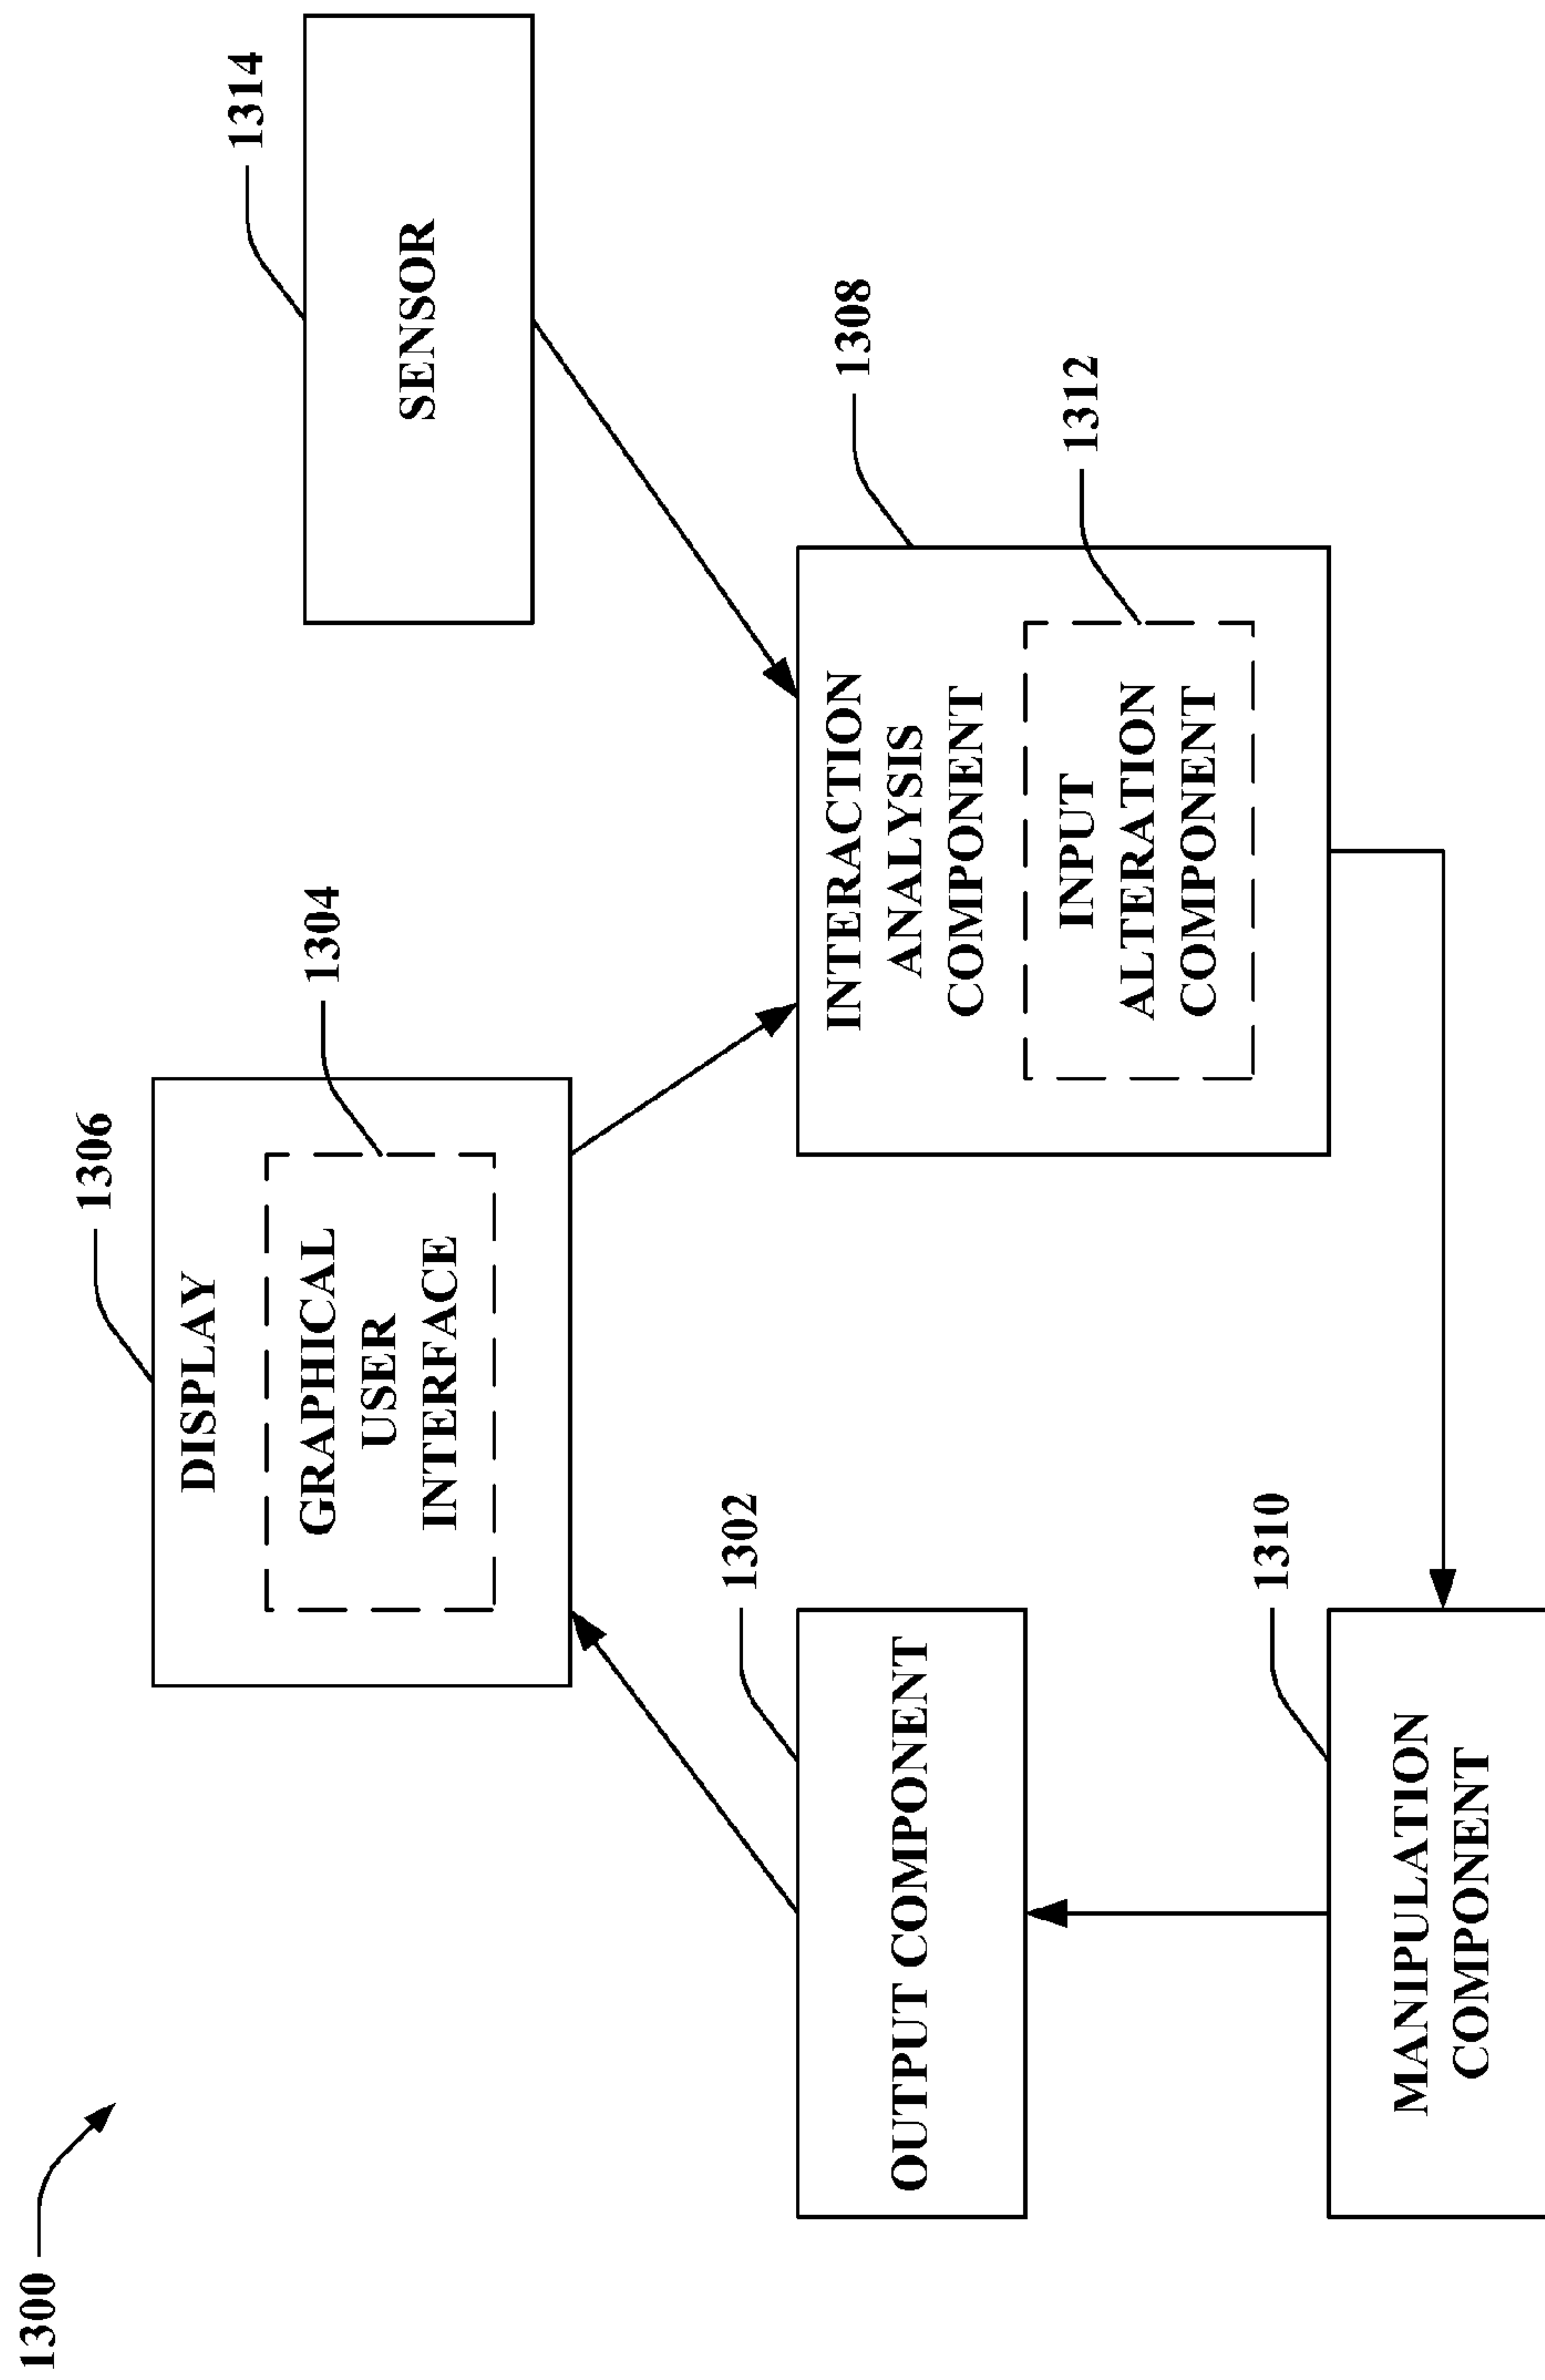 1300
1306
DISPLAY
1304
GRAPHICAL
USER
INTERFACE
1314
SENSOR
1302
OUTPUT COMPONENT
1308
INTERACTION
ANALYSIS
COMPONENT
1312
INPUT
ALTERATION
COMPONENT
1310
MANIPULATION
COMPONENT